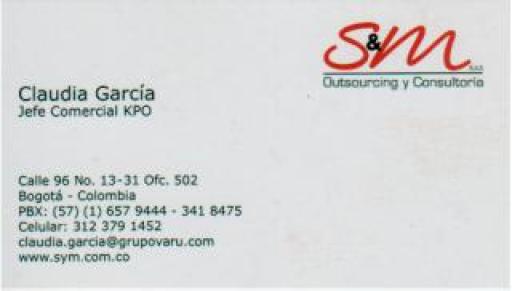 S&M
S.A.S
Outsourcing y Consultoría
Claudia García
Jefe Comercial KPO
Calle 96 No. 13-31 Ofc. 502
Bogotá - Colombia
PBX: (57) (1) 657 9444 - 341 8475
Celular: 312 379 1452
claudia.garcia@grupovaru.com
www.sym.com.co